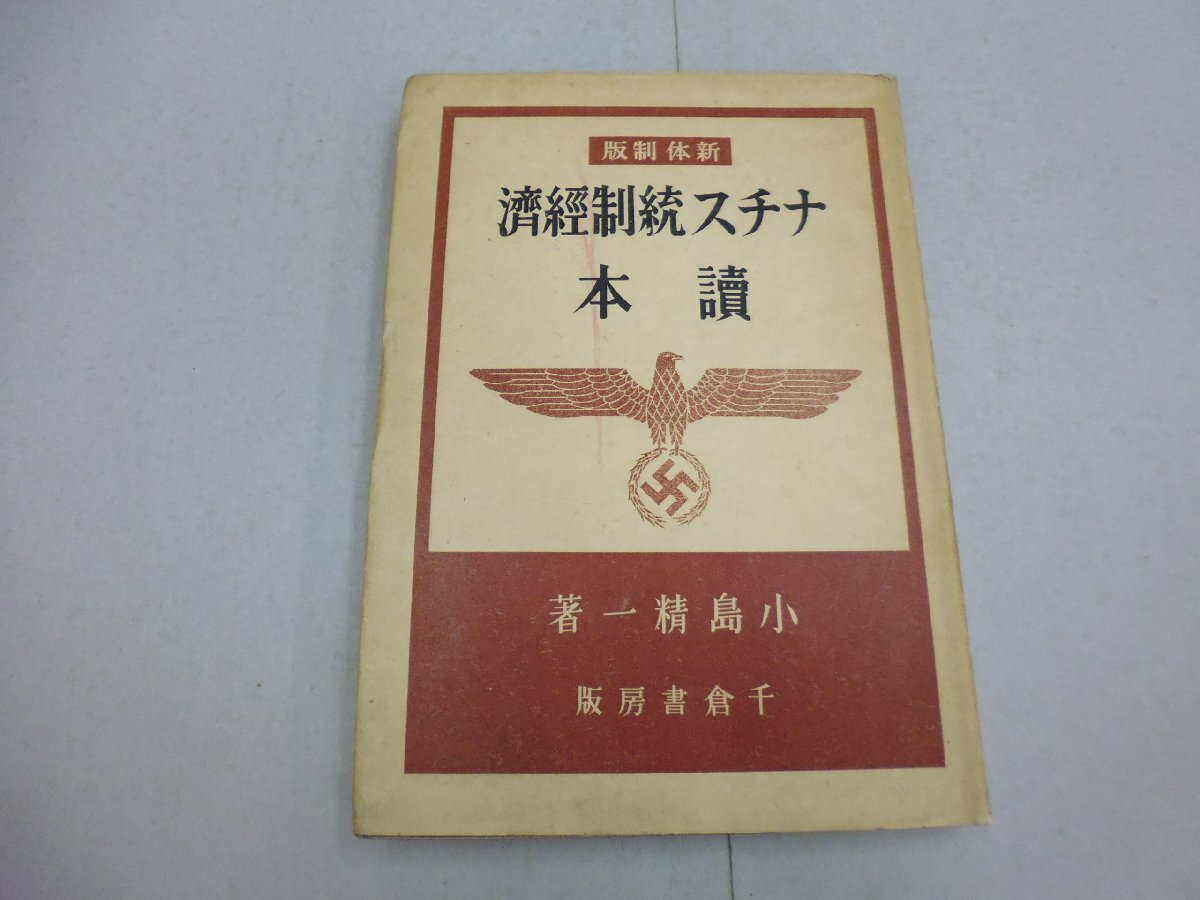 新体制版
ナチス統制經濟
讀本
小島精一著
千倉書房版